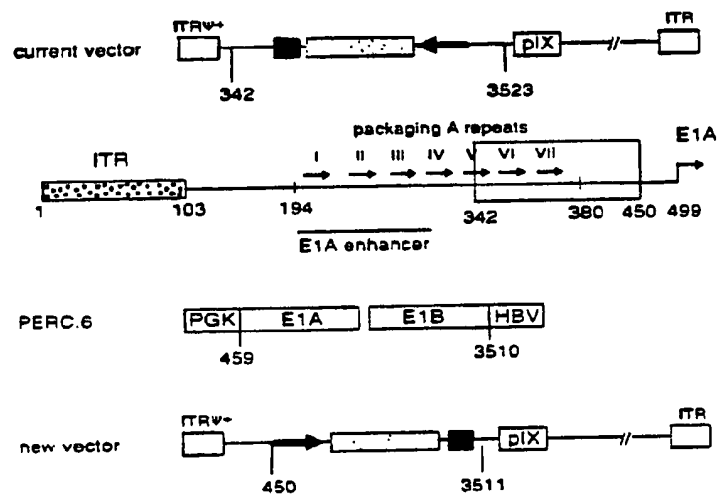 ITRΨ+ ITR
current vector pIX
342 3523
packaging A repeats
E1A
ITR I II III IV V VI VII
1 103 194 342 380 450 499
E1A enhancer
PERC.6 PGK E1A E1B HBV
459 3510
ITRΨ+ ITR
new vector pIX
450 3511